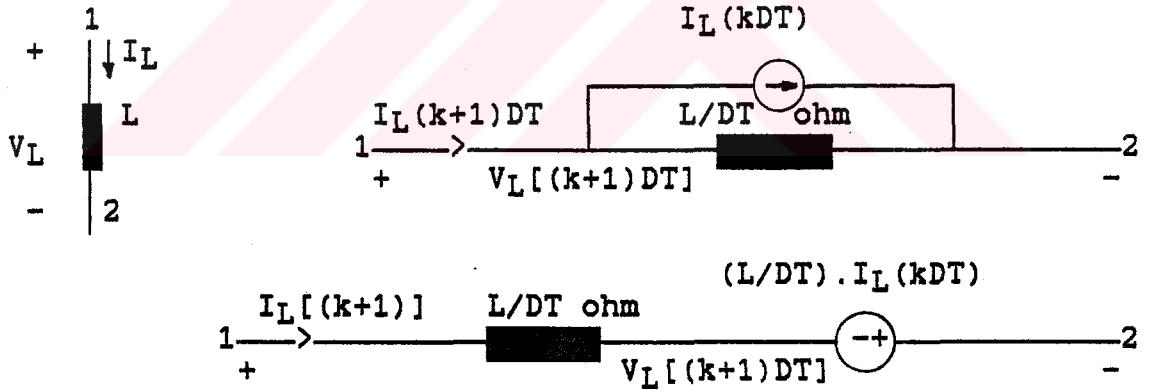 1
+ I_L
-
L
V_L
- 2
I_L(kDT)
I_L(k+1)DT L/DT ohm
1 2
+ V_L[(k+1)DT] -
(L/DT).I_L(kDT)
I_L[(k+1)] L/DT ohm
1 -+ 2
+ V_L[(k+1)DT] -